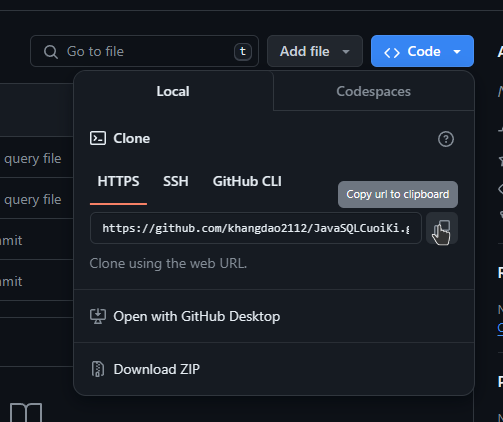 Go to file
t
Add file
Code
Local
Codespaces
Clone
query file
HTTPS
SSH
GitHub CLI
Copy url to clipboard
query file
https://github.com/khangdao2112/JavaSQLCuoiKi.g
mit
Clone using the web URL.
mit
Open with GitHub Desktop
Download ZIP